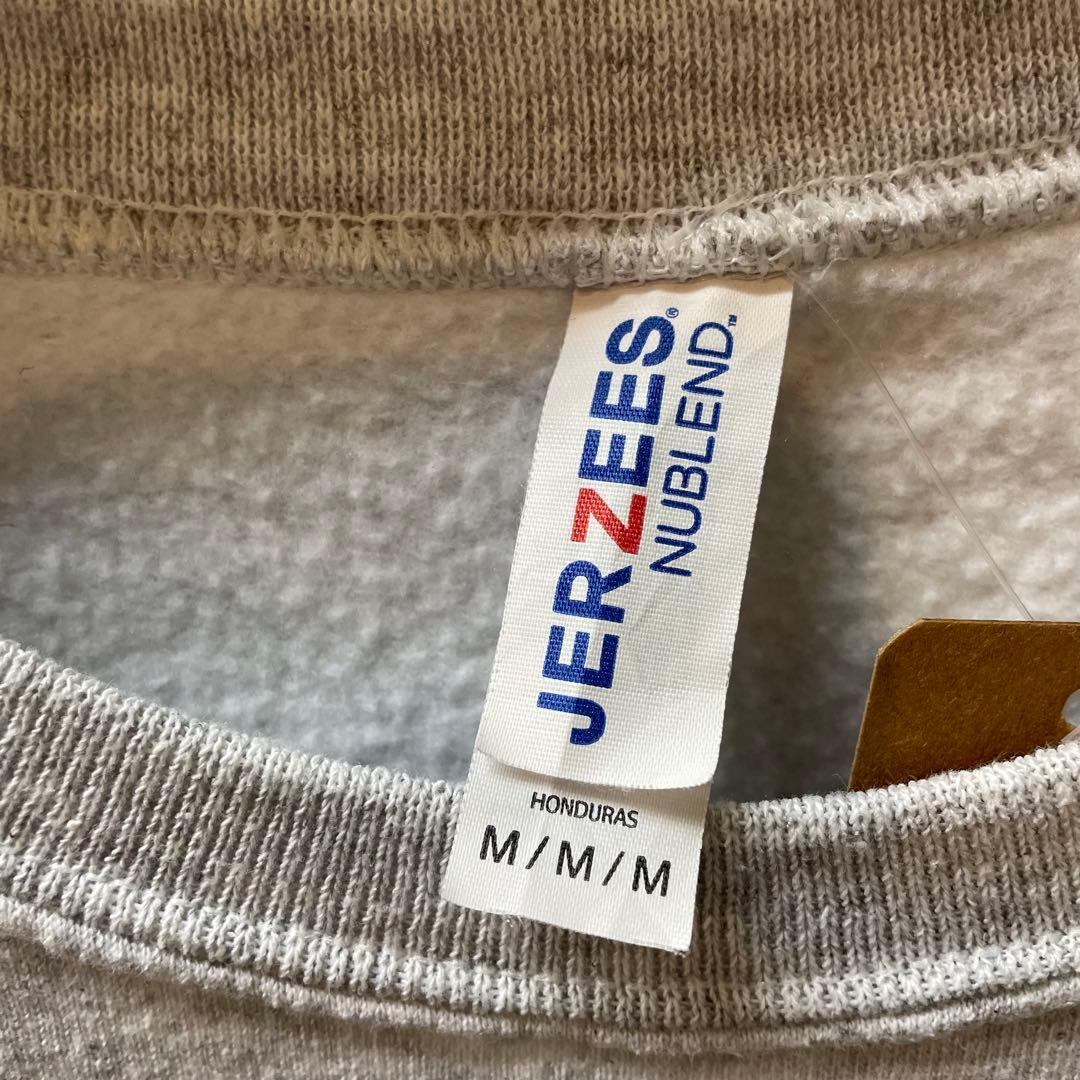 JERZEES®
NUBLEND™
HONDURAS
M / M / M